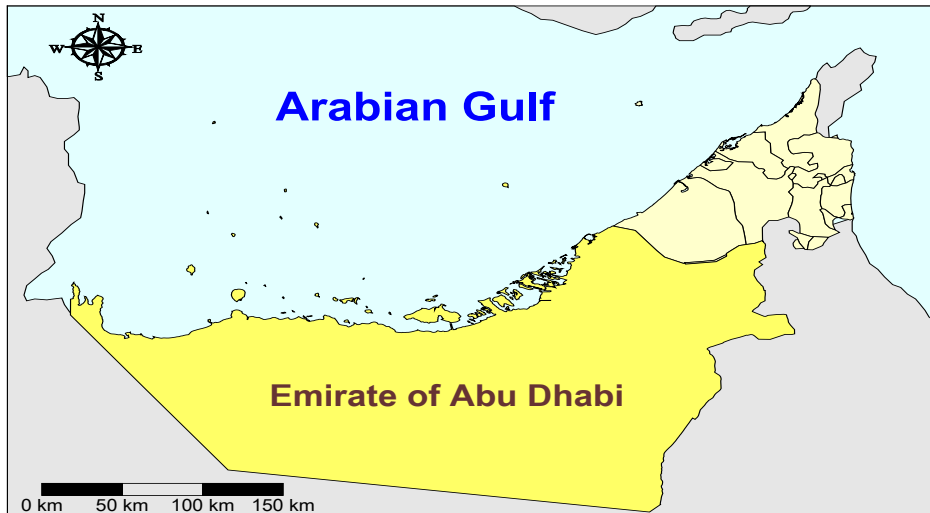 N
W E
S
Arabian Gulf
Emirate of Abu Dhabi
0 km 50 km 100 km 150 km